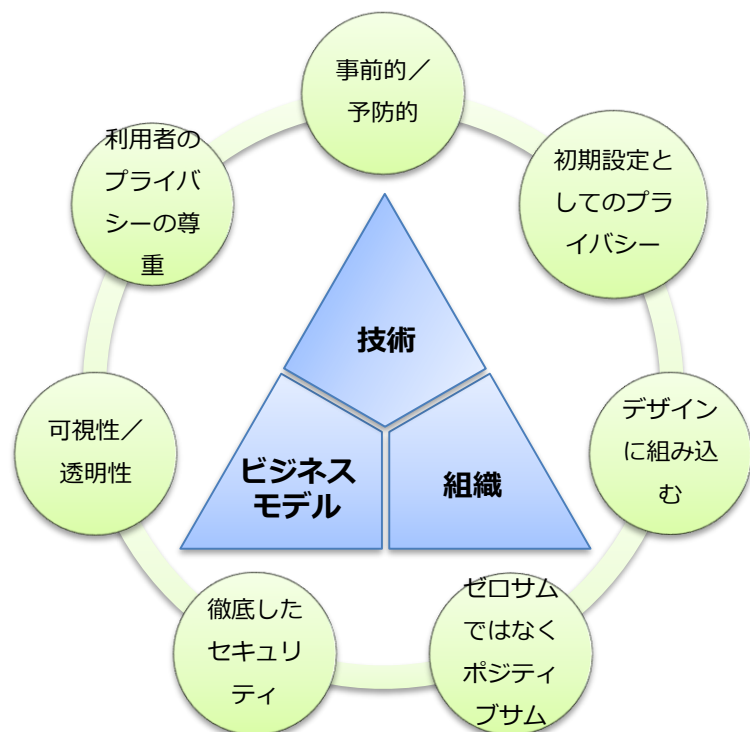 事前的／
予防的
初期設定と
してのプラ
イバシー
デザイン
に組み込
む
ゼロサム
ではなく
ポジティ
ブサム
徹底した
セキュリ
ティ
可視性／
透明性
利用者の
プライバ
シーの尊
重
技術
ビジネス
モデル
組織